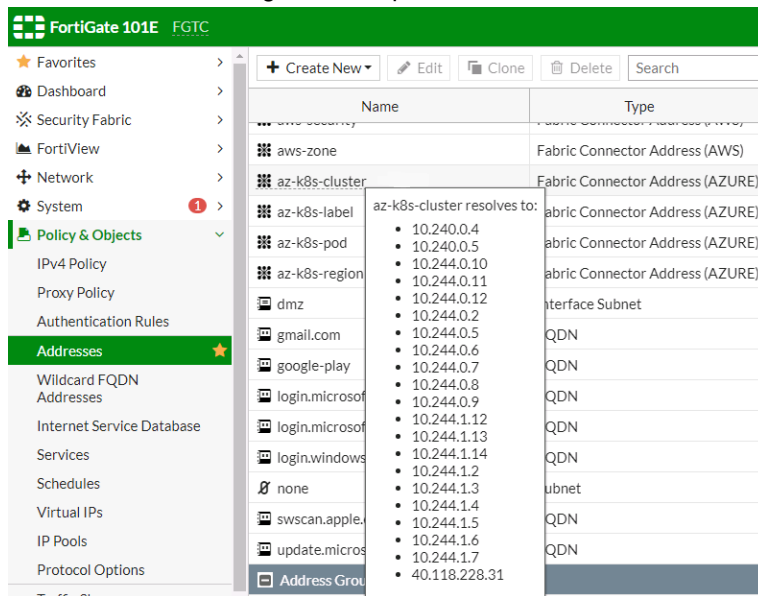 FortiGate 101E FGTC
Favorites
Dashboard
Security Fabric
FortiView
Network
System 1
Policy & Objects
IPv4 Policy
Proxy Policy
Authentication Rules
Addresses
Wildcard FQDN
Addresses
Internet Service Database
Services
Schedules
Virtual IPs
IP Pools
Protocol Options
+ Create New Edit Clone Delete Search
Name Type
aws-security Fabric Connector Address (AWS)
aws-zone Fabric Connector Address (AWS)
az-k8s-cluster Fabric Connector Address (AZURE)
az-k8s-label abric Connector Address (AZURE)
az-k8s-pod abric Connector Address (AZURE)
az-k8s-region abric Connector Address (AZURE)
dmz nterface Subnet
gmail.com QDN
google-play QDN
login.microsof QDN
login.microsof QDN
login.windows QDN
none ubnet
swscan.apple. QDN
update.micros QDN
Address Grou
az-k8s-cluster resolves to:
• 10.240.0.4
• 10.240.0.5
• 10.244.0.10
• 10.244.0.11
• 10.244.0.12
• 10.244.0.2
• 10.244.0.5
• 10.244.0.6
• 10.244.0.7
• 10.244.0.8
• 10.244.0.9
• 10.244.1.12
• 10.244.1.13
• 10.244.1.14
• 10.244.1.2
• 10.244.1.3
• 10.244.1.4
• 10.244.1.5
• 10.244.1.6
• 10.244.1.7
• 40.118.228.31